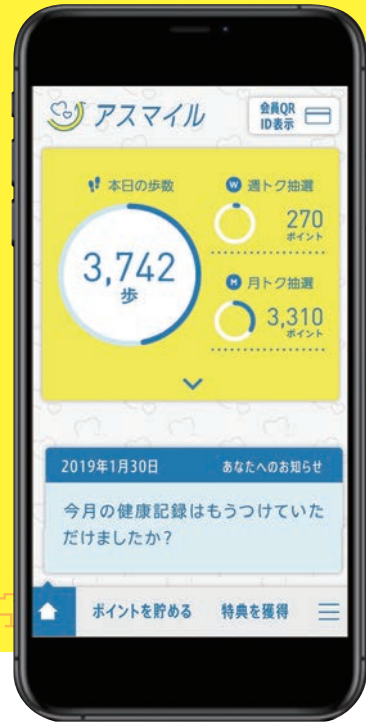 アスマイル
会員QR
ID表示
本日の歩数
3,742
歩
W 週トク抽選
270
ポイント
M 月トク抽選
3,310
ポイント
2019年1月30日
あなたへのお知らせ
今月の健康記録はもうつけていた
だけましたか？
ポイントを貯める
特典を獲得